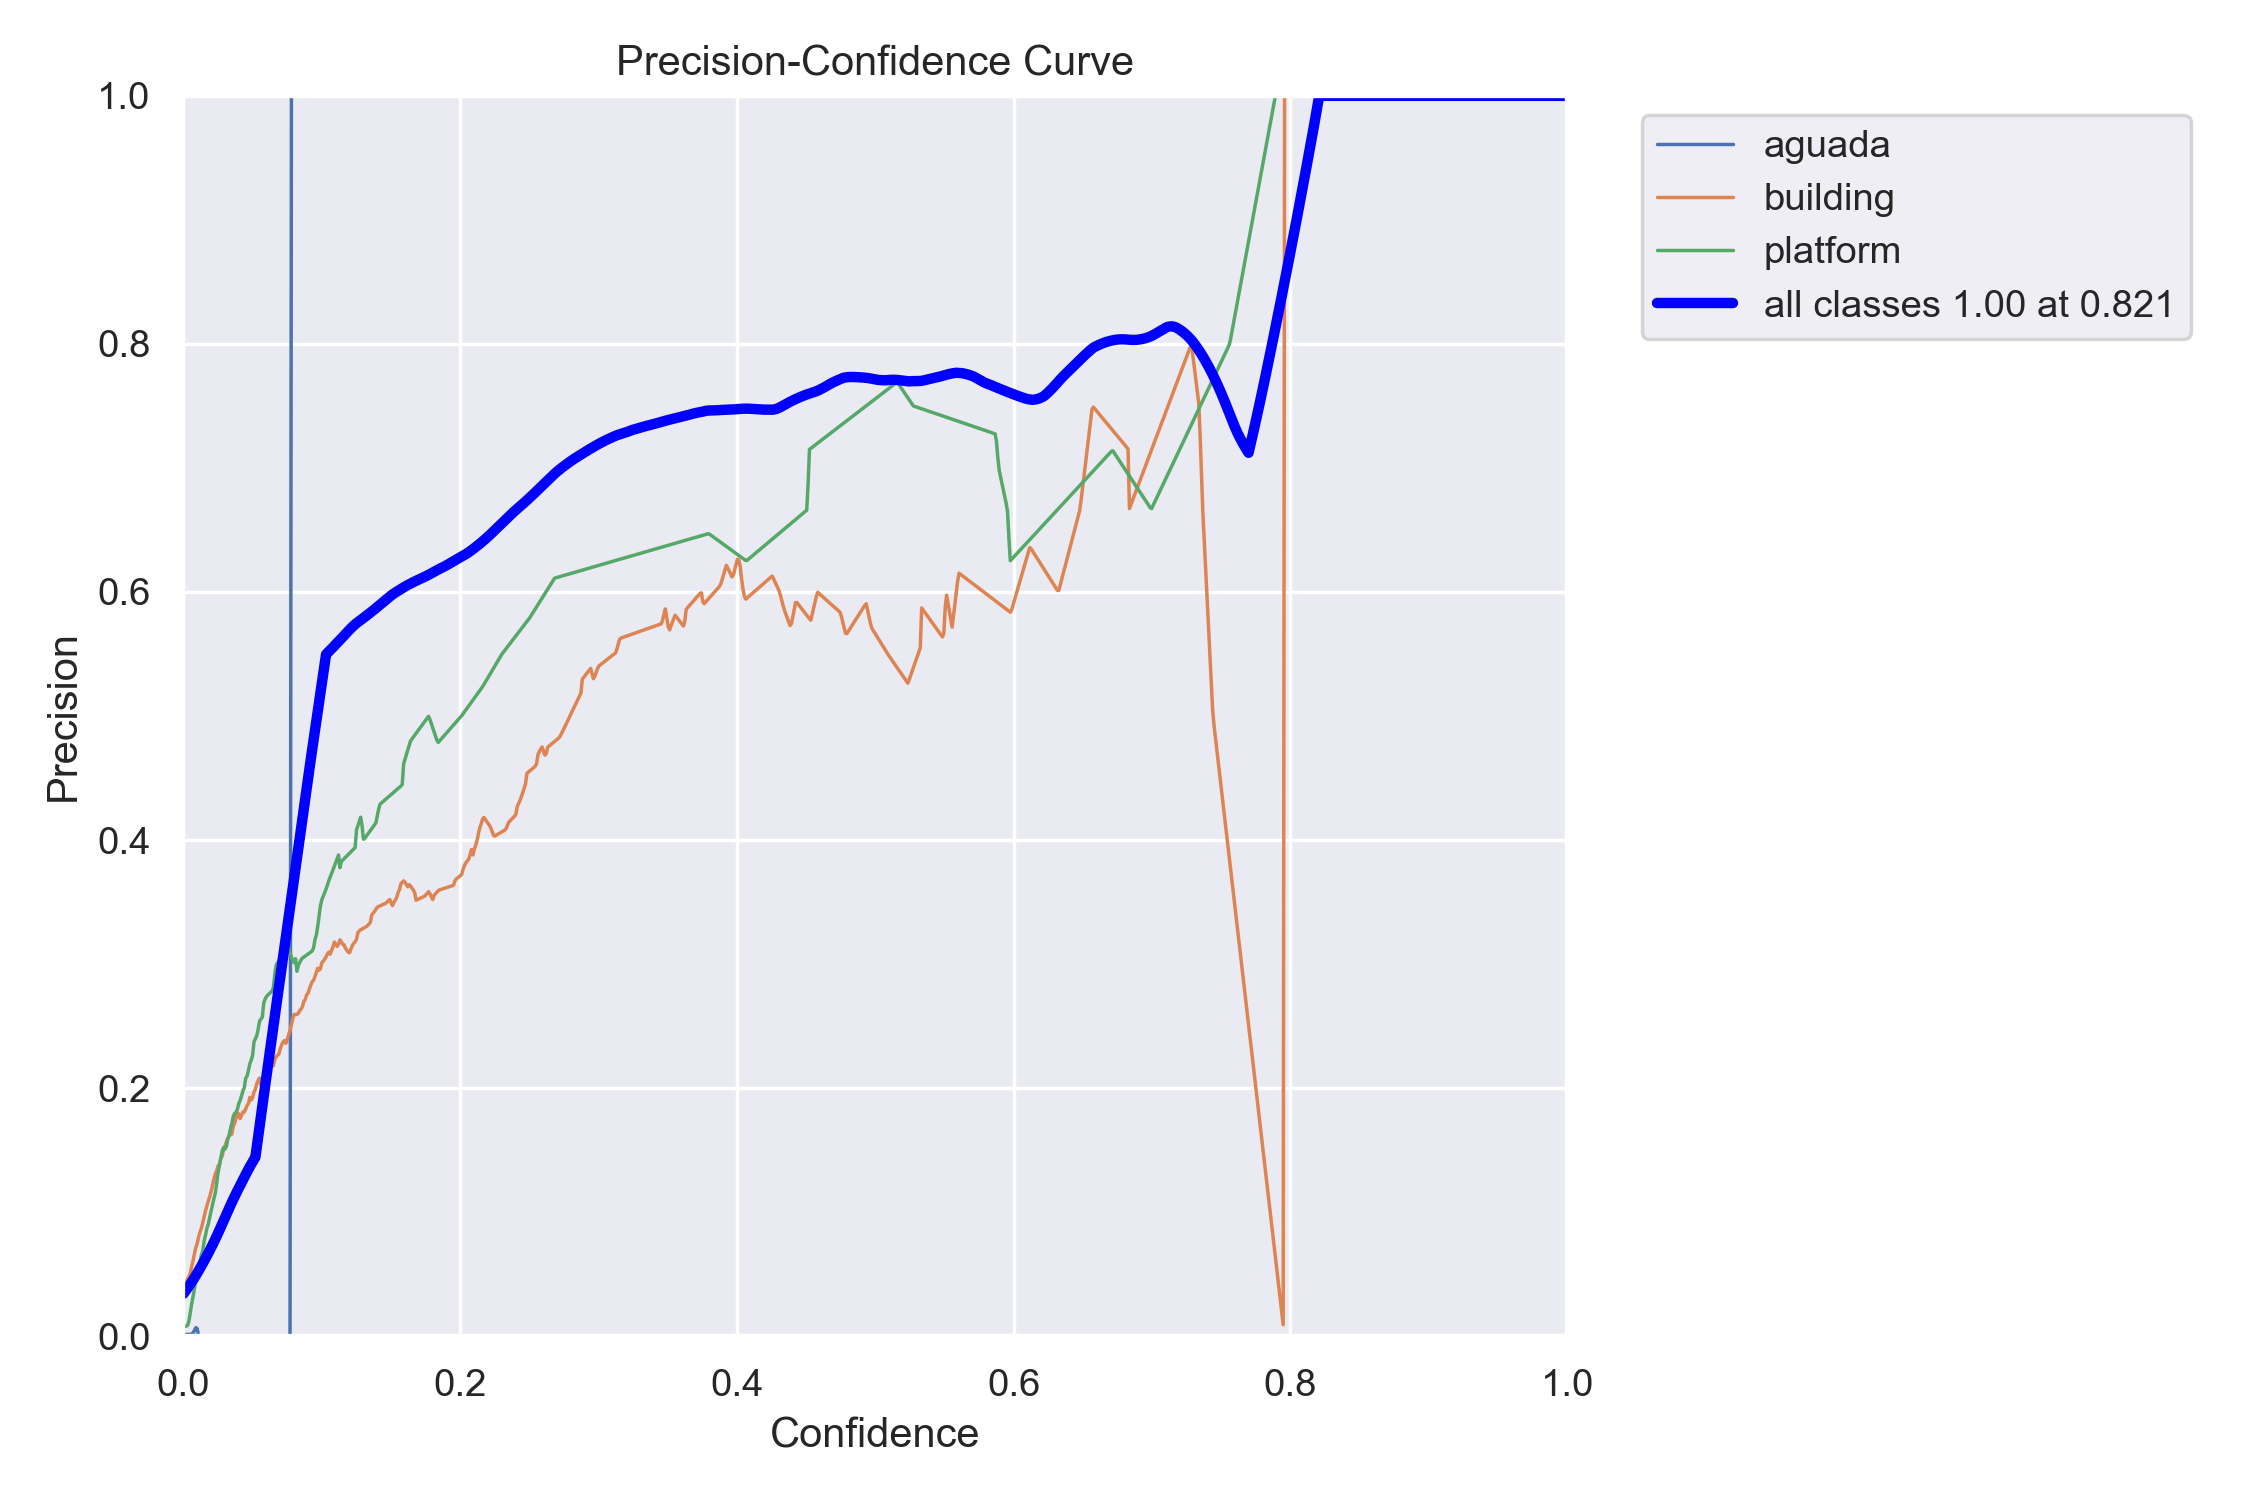 Precision-Confidence Curve
1.0
0.8
0.6
0.4
0.2
0.0
Precision
0.0 0.2 0.4 0.6 0.8 1.0
Confidence
aguada
building
platform
all classes 1.00 at 0.821